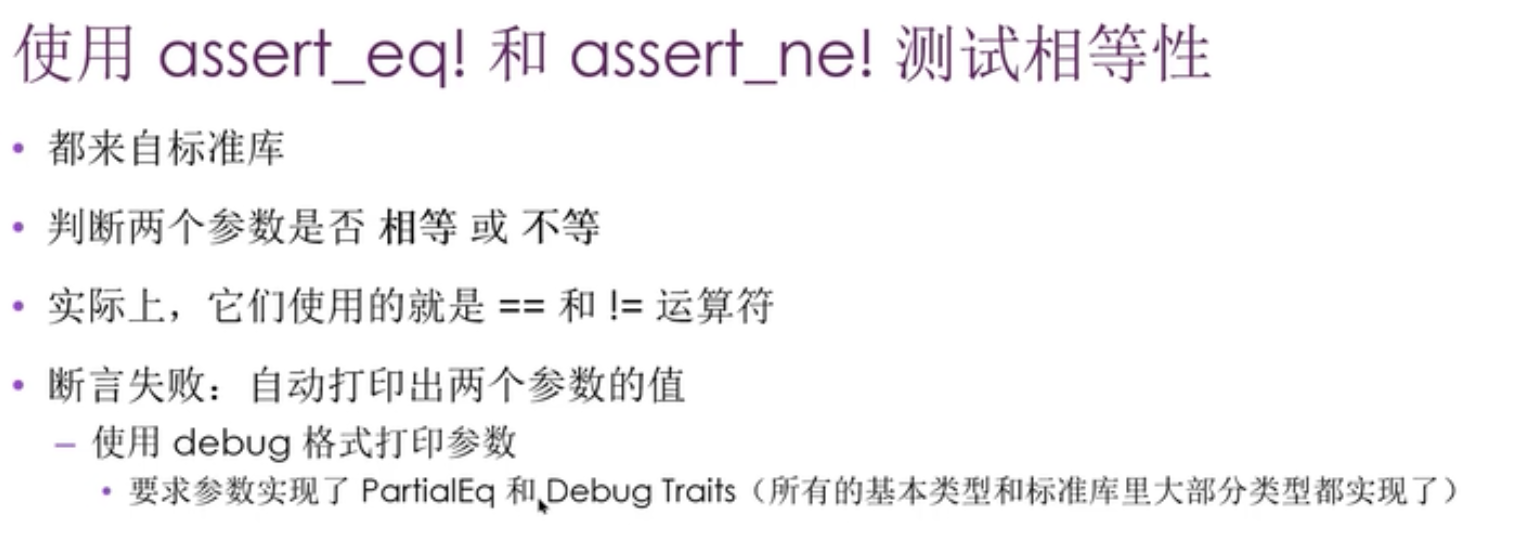 使用 assert_eq! 和 assert_ne! 测试相等性
• 都来自标准库
• 判断两个参数是否 相等 或 不等
• 实际上，它们使用的就是 == 和 != 运算符
• 断言失败：自动打印出两个参数的值
– 使用 debug 格式打印参数
• 要求参数实现了 PartialEq 和 Debug Traits（所有的基本类型和标准库里大部分类型都实现了）